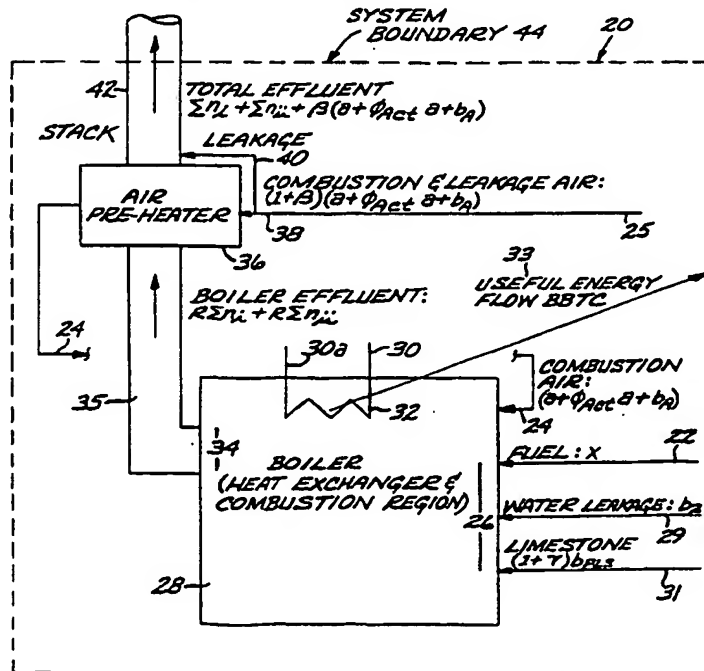 SYSTEM
BOUNDARY 44
20
42
TOTAL EFFLUENT
Σnᵢ + Σnᵢᵢ + β(a+φAct a+bA)
STACK
LEAKAGE
40
AIR
PRE-HEATER
COMBUSTION & LEAKAGE AIR:
(1+β)(a+φAct a+bA)
38
25
36
33
USEFUL ENERGY
FLOW BBTC
BOILER EFFLUENT:
RΣnᵢ + RΣnᵢᵢ
24
30a
30
COMBUSTION
AIR:
(a+φAct a+bA)
35
32
24
34
FUEL: x
22
BOILER
(HEAT EXCHANGER &
COMBUSTION REGION)
26
WATER LEAKAGE: bz
29
LIMESTONE
(1+γ)bPLS
28
31